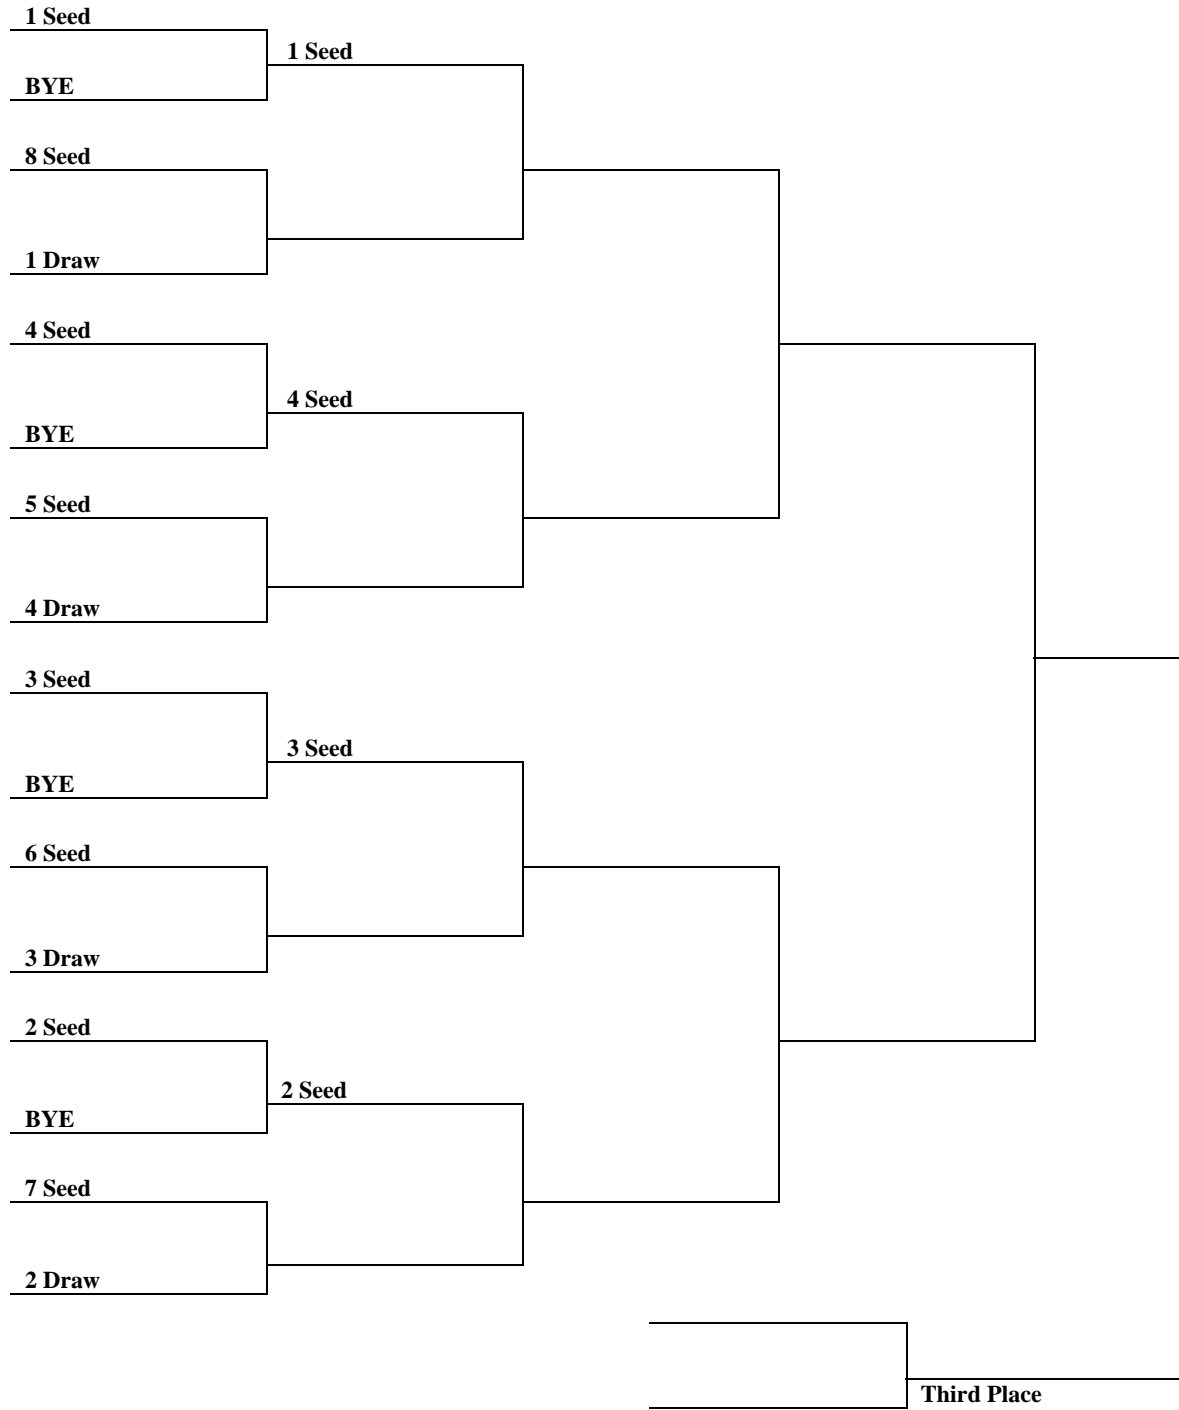 1 Seed
1 Seed
BYE
8 Seed
1 Draw
4 Seed
4 Seed
BYE
5 Seed
4 Draw
3 Seed
3 Seed
BYE
6 Seed
3 Draw
2 Seed
2 Seed
BYE
7 Seed
2 Draw
Third Place